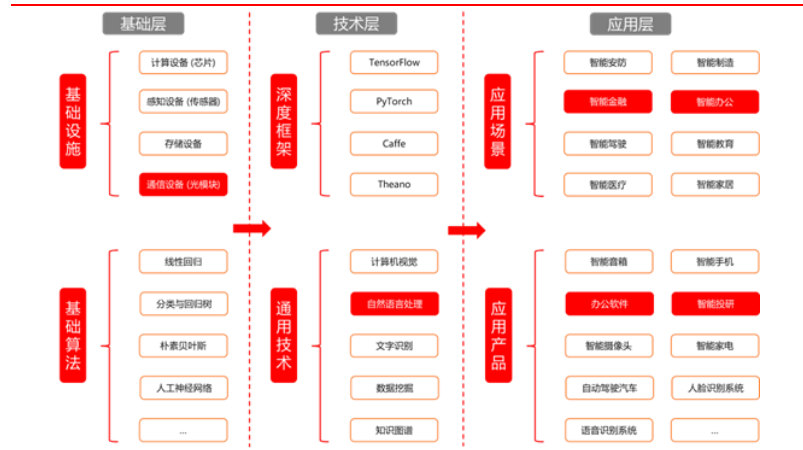 基础层
技术层
应用层
基础设施
计算设备 (芯片)
感知设备 (传感器)
存储设备
通信设备 (光模块)
深度框架
TensorFlow
PyTorch
Caffe
Theano
应用场景
智能安防
智能制造
智能金融
智能办公
智能驾驶
智能教育
智能医疗
智能家居
基础算法
线性回归
分类与回归树
朴素贝叶斯
人工神经网络
...
通用技术
计算机视觉
自然语言处理
文字识别
数据挖掘
知识图谱
应用产品
智能音箱
智能手机
办公软件
智能投研
智能摄像头
智能家电
自动驾驶汽车
人脸识别系统
语音识别系统
...